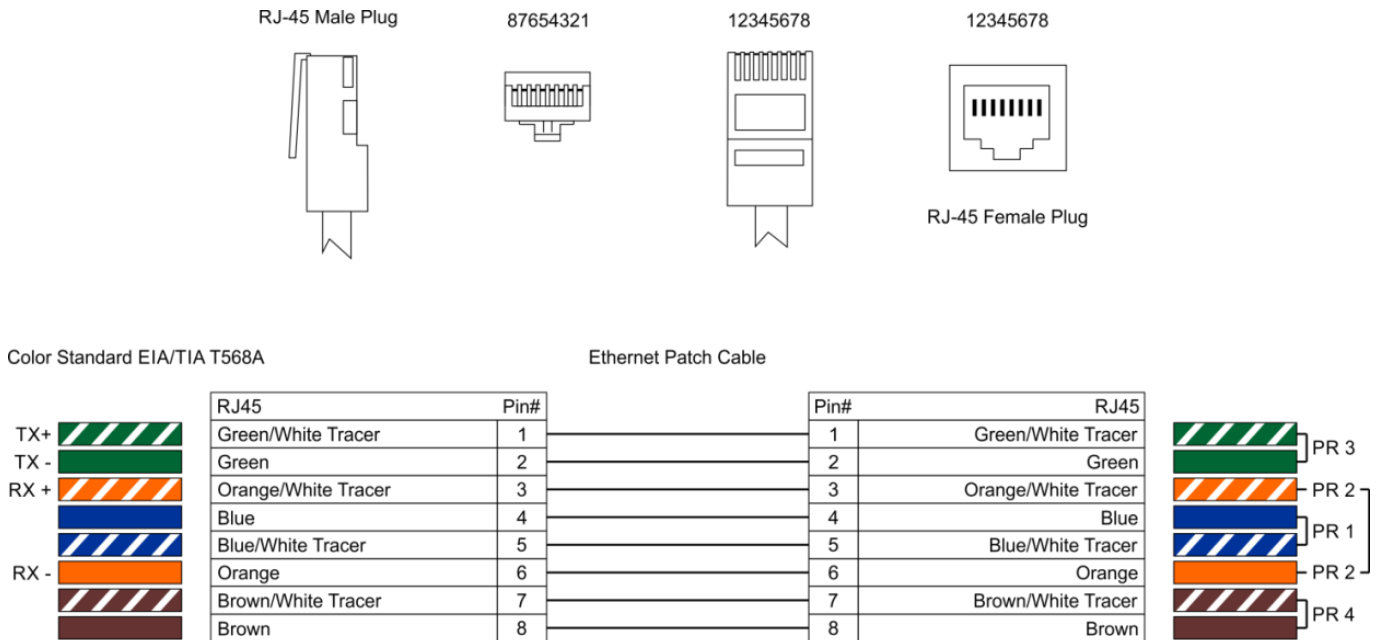 RJ-45 Male Plug 87654321 12345678 12345678
RJ-45 Female Plug
Color Standard EIA/TIA T568A Ethernet Patch Cable
RJ45 Pin# Pin# RJ45
TX+ Green/White Tracer 1 1 Green/White Tracer
PR 3
TX - Green 2 2 Green
RX + Orange/White Tracer 3 3 Orange/White Tracer PR 2
Blue 4 4 Blue
PR 1
Blue/White Tracer 5 5 Blue/White Tracer
RX - Orange 6 6 Orange PR 2
Brown/White Tracer 7 7 Brown/White Tracer
PR 4
Brown 8 8 Brown